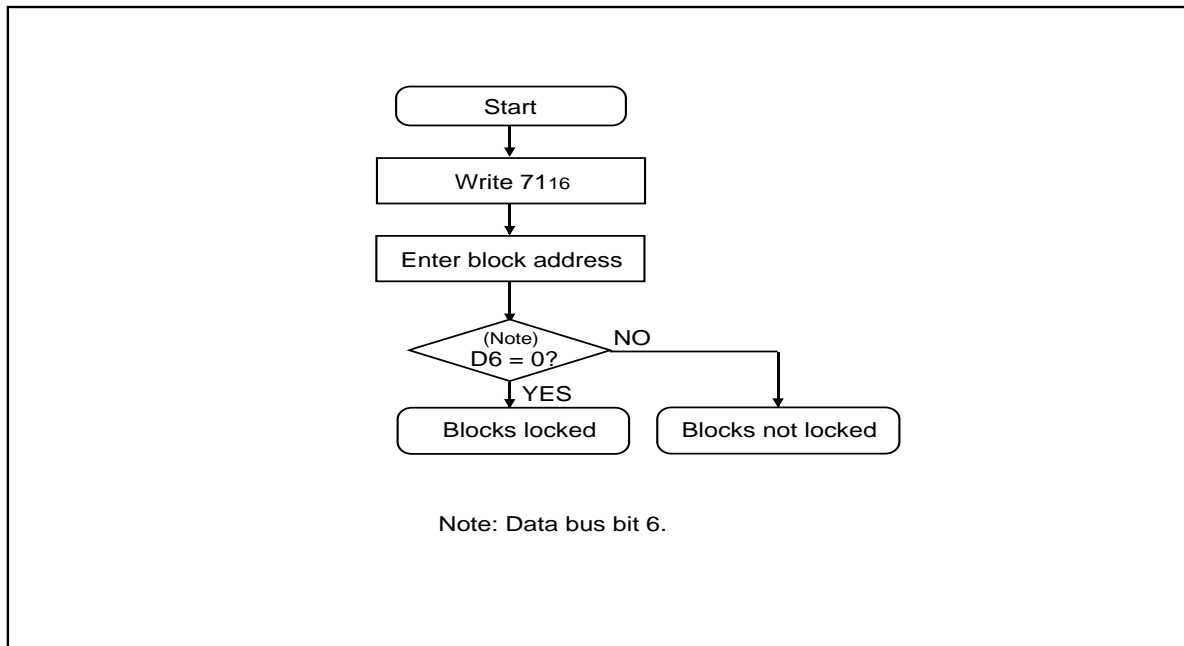 Start
Write 7116
Enter block address
(Note)
D6 = 0?
NO
YES
Blocks locked
Blocks not locked
Note: Data bus bit 6.